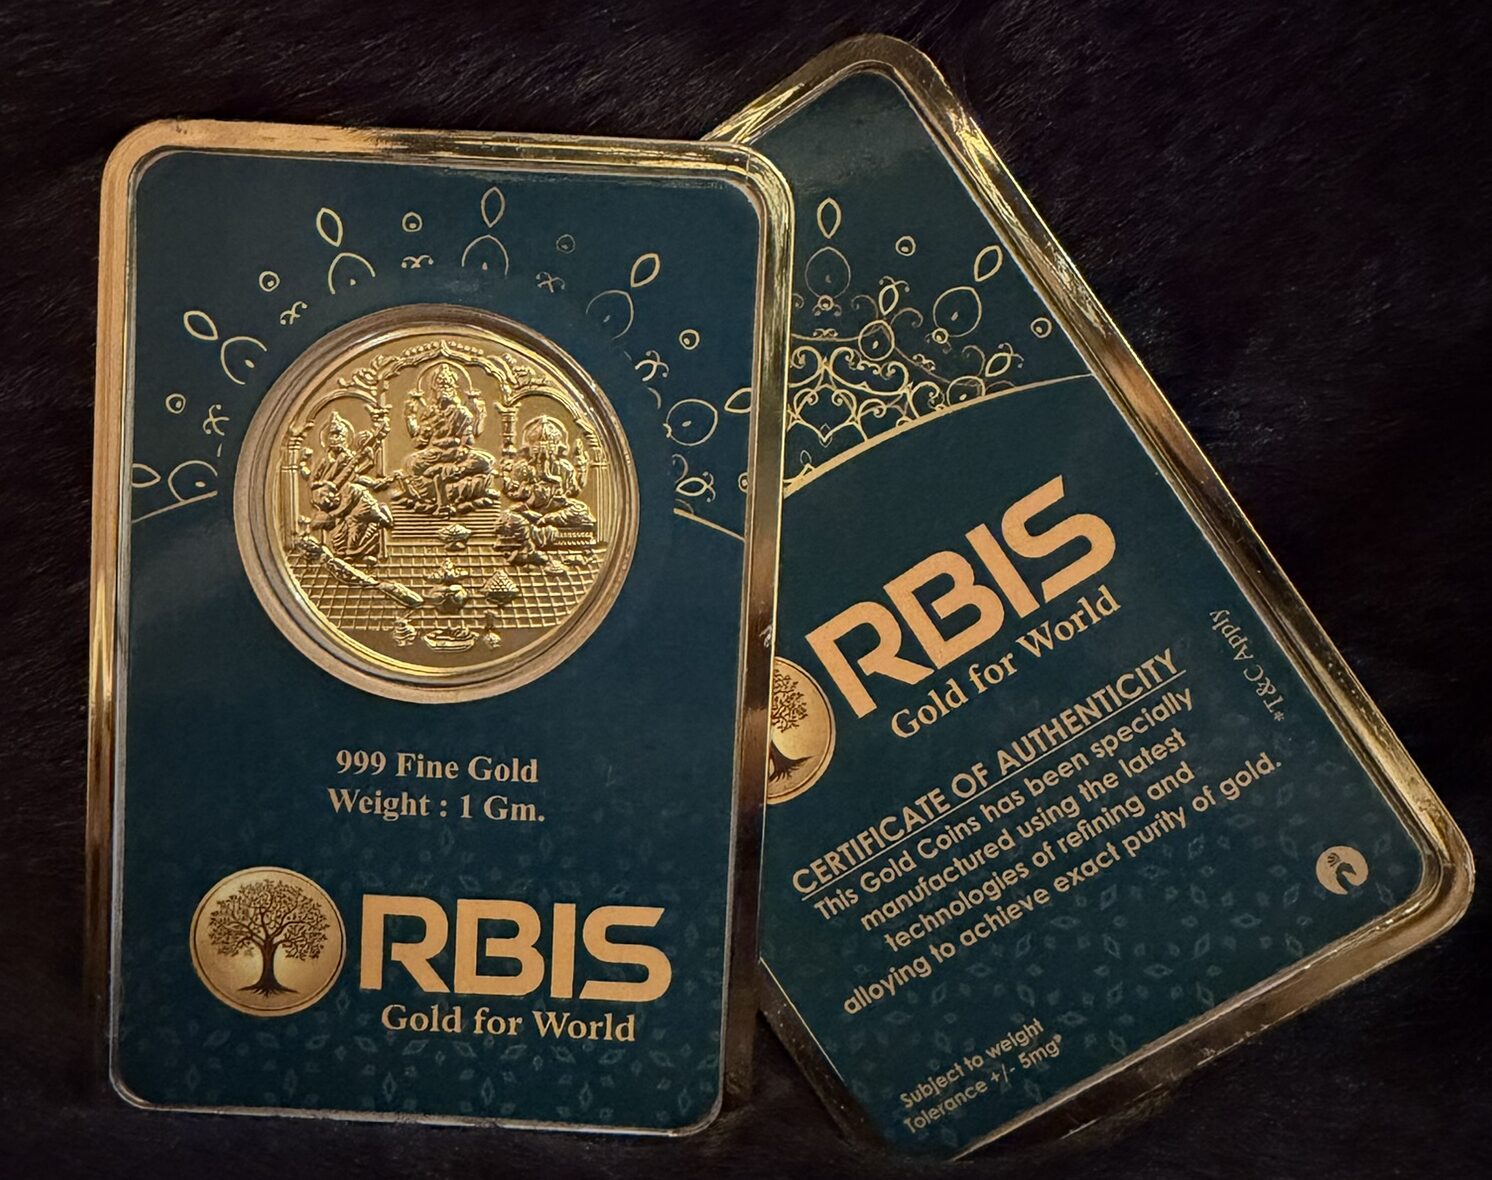 999 Fine Gold
Weight : 1 Gm.
RBIS
Gold for World
RBIS
Gold for World
CERTIFICATE OF AUTHENTICITY
This Gold Coins has been specially
manufactured using the latest
technologies of refining and
alloying to achieve exact purity of gold.
*T&C Apply
Subject to weight
Tolerance +/- 5mg*